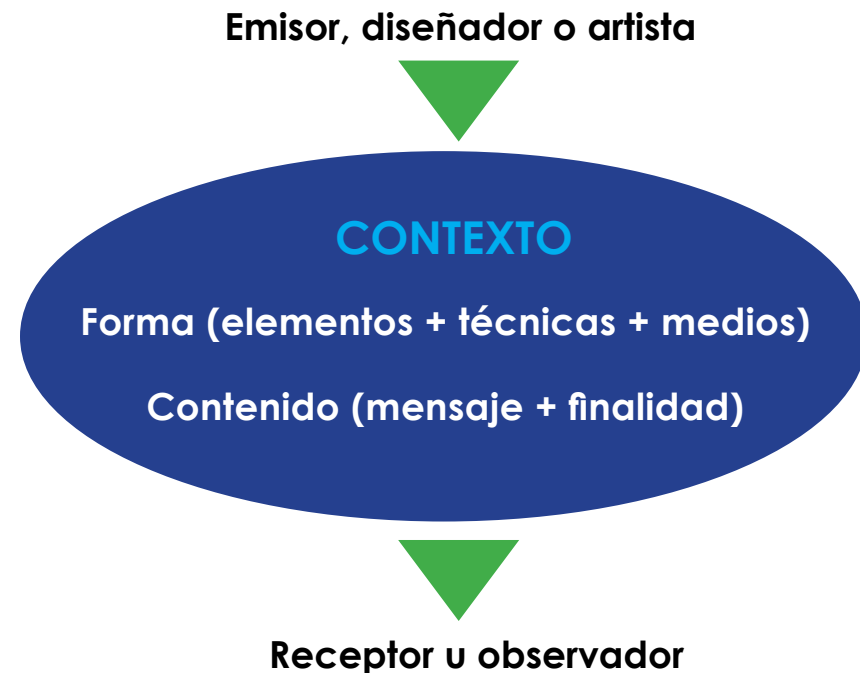 Emisor, diseñador o artista
CONTEXTO
Forma (elementos + técnicas + medios)
Contenido (mensaje + finalidad)
Receptor u observador